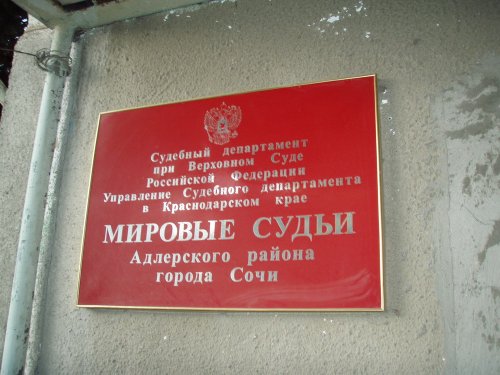 Судебный департамент
при Верховном Суде
Российской Федерации
Управление Судебного департамента
в Краснодарском крае
МИРОВЫЕ СУДЬИ
Адлерского района
города Сочи